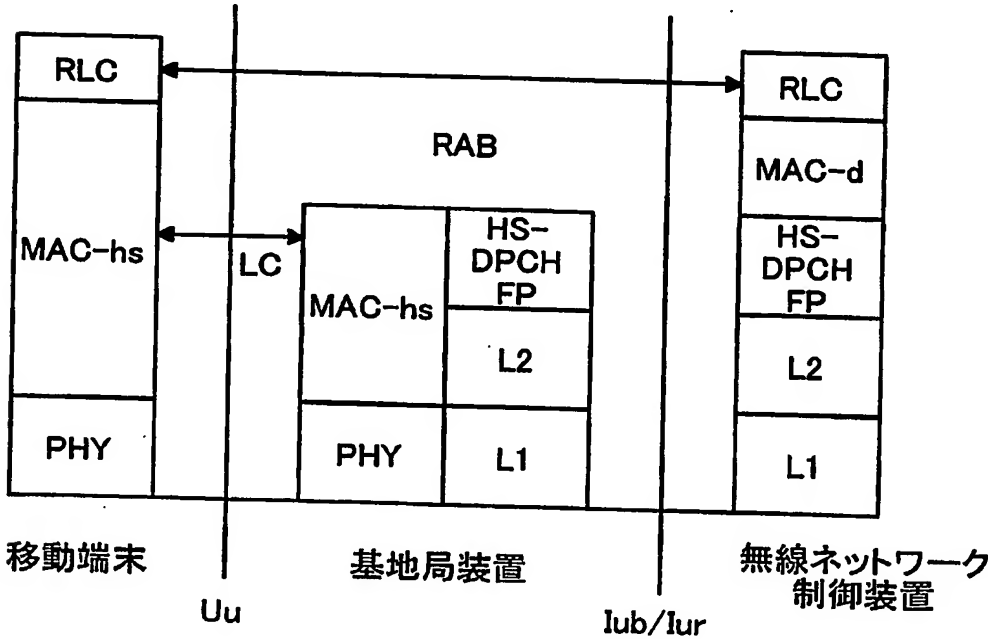 RLC
MAC-hs
PHY
移動端末
Uu
RAB
LC
MAC-hs
PHY
HS-
DPCH
FP
L2
L1
基地局装置
Iub/Iur
RLC
MAC-d
HS-
DPCH
FP
L2
L1
無線ネットワーク
制御装置